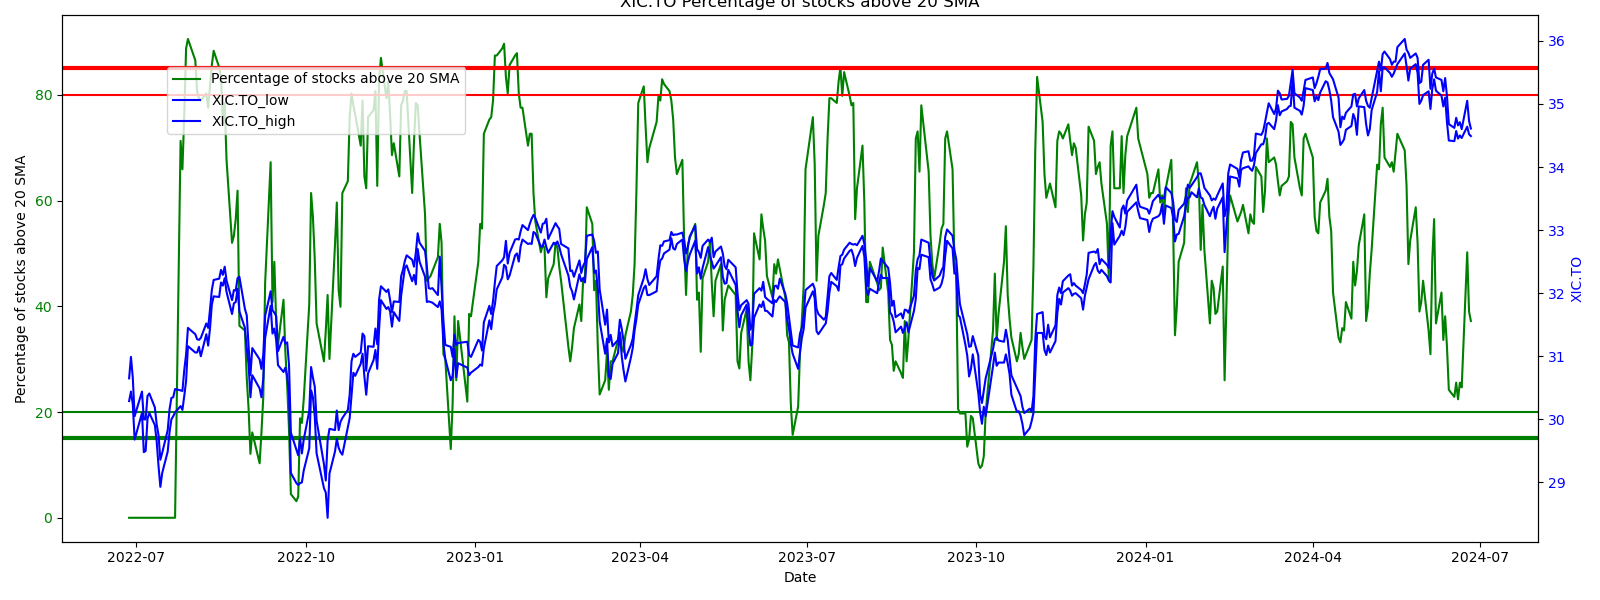 XIC.TO Percentage of stocks above 20 SMA
Percentage of stocks above 20 SMA
XIC.TO_low
XIC.TO_high
Percentage of stocks above 20 SMA
80
60
40
20
0
36
35
34
33
32
31
30
29
XIC.TO
2022-07 2022-10 2023-01 2023-04 2023-07 2023-10 2024-01 2024-04 2024-07
Date